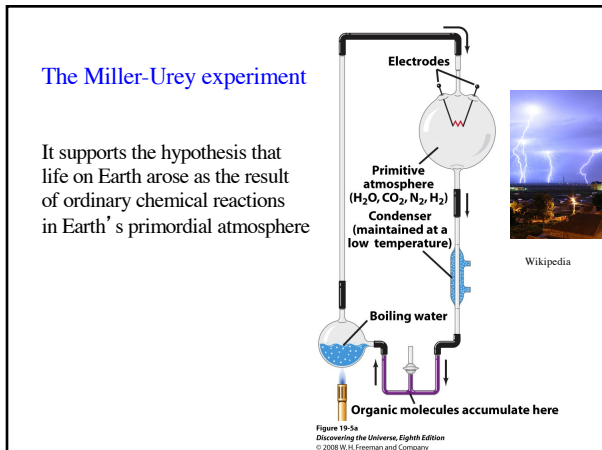 The Miller-Urey experiment
It supports the hypothesis that
life on Earth arose as the result
of ordinary chemical reactions
in Earth's primordial atmosphere
Electrodes
Primitive
atmosphere
(H₂O, CO₂, N₂, H₂)
Condenser
(maintained at a
low temperature)
Boiling water
Organic molecules accumulate here
Wikipedia
Figure 19-5a
Discovering the Universe, Eighth Edition
© 2008 W. H. Freeman and Company